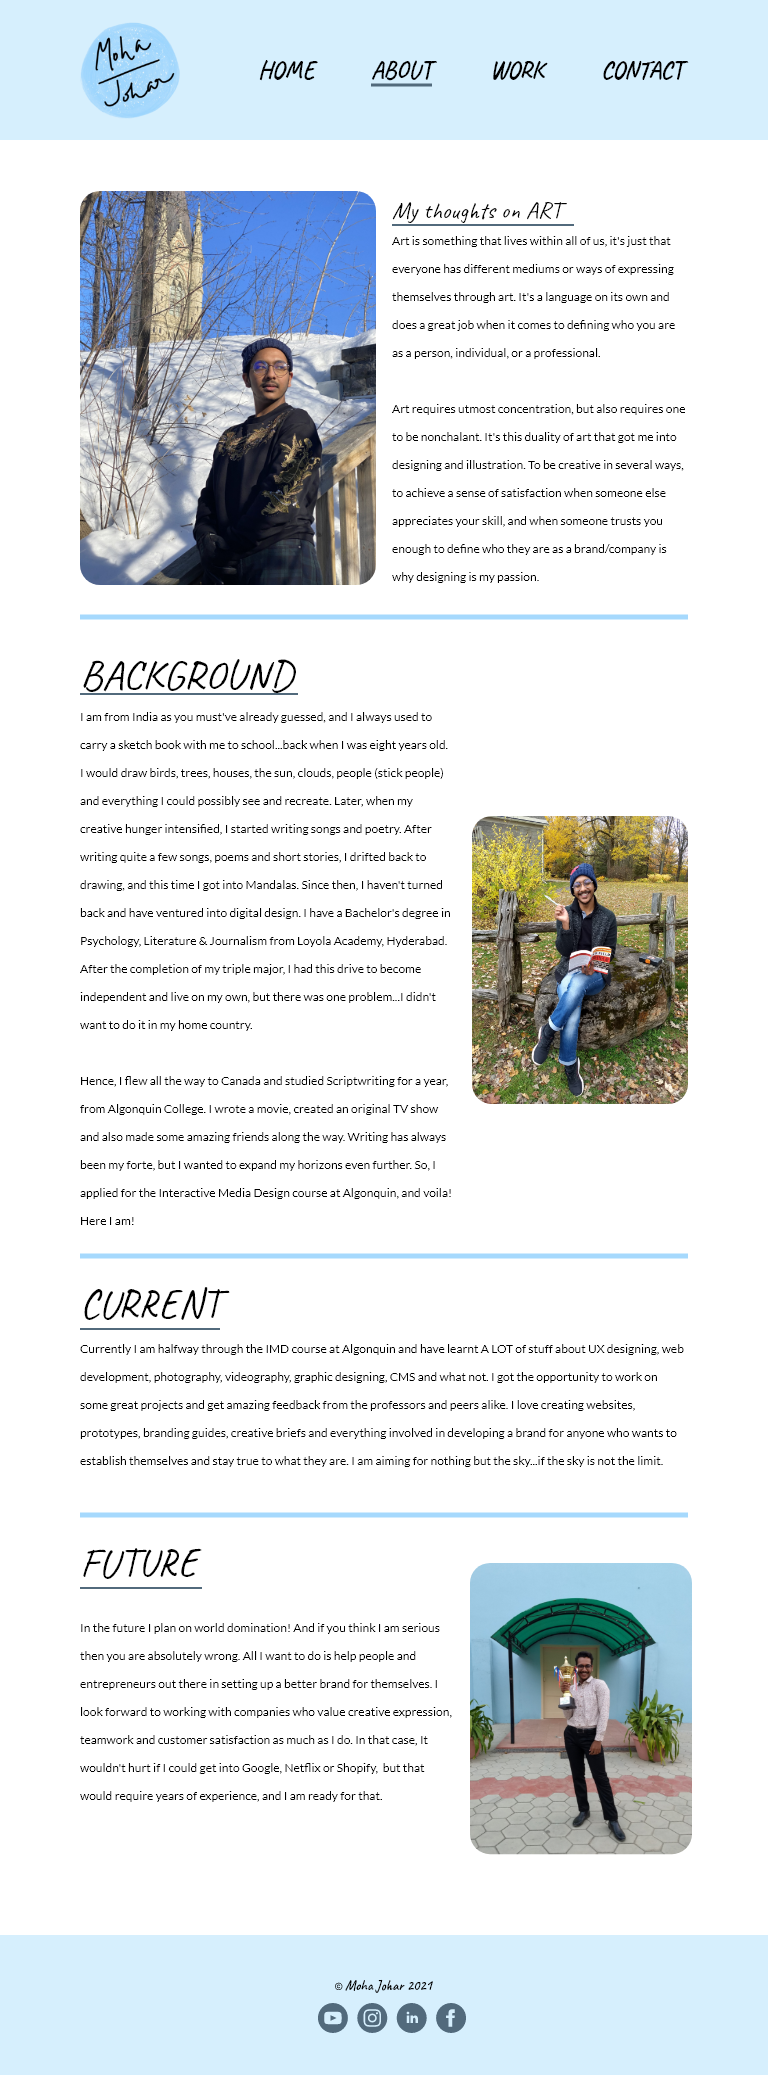 Moha
Johar
HOME
ABOUT
WORK
CONTACT
My thoughts on ART
Art is something that lives within all of us, it's just that
everyone has different mediums or ways of expressing
themselves through art. It's a language on its own and
does a great job when it comes to defining who you are
as a person, individual, or a professional.
Art requires utmost concentration, but also requires one
to be nonchalant. It's this duality of art that got me into
designing and illustration. To be creative in several ways,
to achieve a sense of satisfaction when someone else
appreciates your skill, and when someone trusts you
enough to define who they are as a brand/company is
why designing is my passion.
BACKGROUND
I am from India as you must've already guessed, and I always used to
carry a sketch book with me to school...back when I was eight years old.
I would draw birds, trees, houses, the sun, clouds, people (stick people)
and everything I could possibly see and recreate. Later, when my
creative hunger intensified, I started writing songs and poetry. After
writing quite a few songs, poems and short stories, I drifted back to
drawing, and this time I got into Mandalas. Since then, I haven't turned
back and have ventured into digital design. I have a Bachelor's degree in
Psychology, Literature & Journalism from Loyola Academy, Hyderabad.
After the completion of my triple major, I had this drive to become
independent and live on my own, but there was one problem...I didn't
want to do it in my home country.
Hence, I flew all the way to Canada and studied Scriptwriting for a year,
from Algonquin College. I wrote a movie, created an original TV show
and also made some amazing friends along the way. Writing has always
been my forte, but I wanted to expand my horizons even further. So, I
applied for the Interactive Media Design course at Algonquin, and voila!
Here I am!
CURRENT
Currently I am halfway through the IMD course at Algonquin and have learnt A LOT of stuff about UX designing, web
development, photography, videography, graphic designing, CMS and what not. I got the opportunity to work on
some great projects and get amazing feedback from the professors and peers alike. I love creating websites,
prototypes, branding guides, creative briefs and everything involved in developing a brand for anyone who wants to
establish themselves and stay true to what they are. I am aiming for nothing but the sky...if the sky is not the limit.
FUTURE
In the future I plan on world domination! And if you think I am serious
then you are absolutely wrong. All I want to do is help people and
entrepreneurs out there in setting up a better brand for themselves. I
look forward to working with companies who value creative expression,
teamwork and customer satisfaction as much as I do. In that case, It
wouldn't hurt if I could get into Google, Netflix or Shopify, but that
would require years of experience, and I am ready for that.
© Moha Johar 2021
in